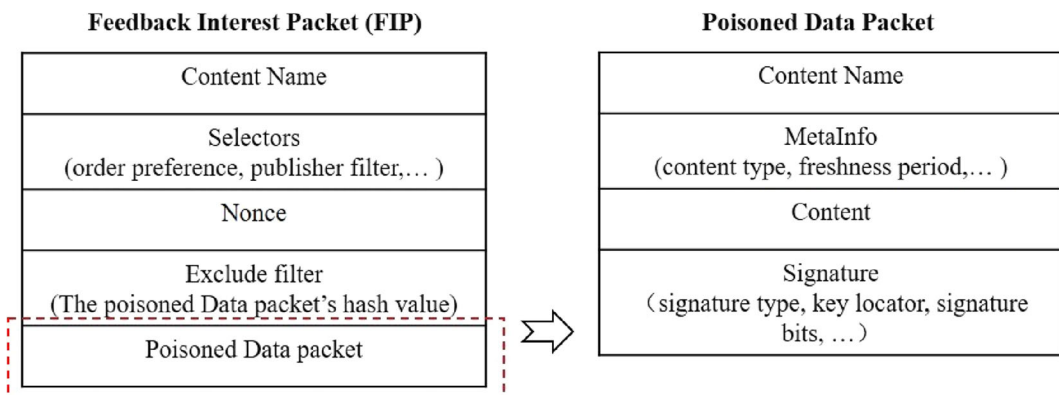 Feedback Interest Packet (FIP)
Content Name
Selectors
(order preference, publisher filter,… )
Nonce
Exclude filter
(The poisoned Data packet’s hash value)
Poisoned Data packet
Poisoned Data Packet
Content Name
MetaInfo
(content type, freshness period,… )
Content
Signature
（signature type, key locator, signature
bits, …）